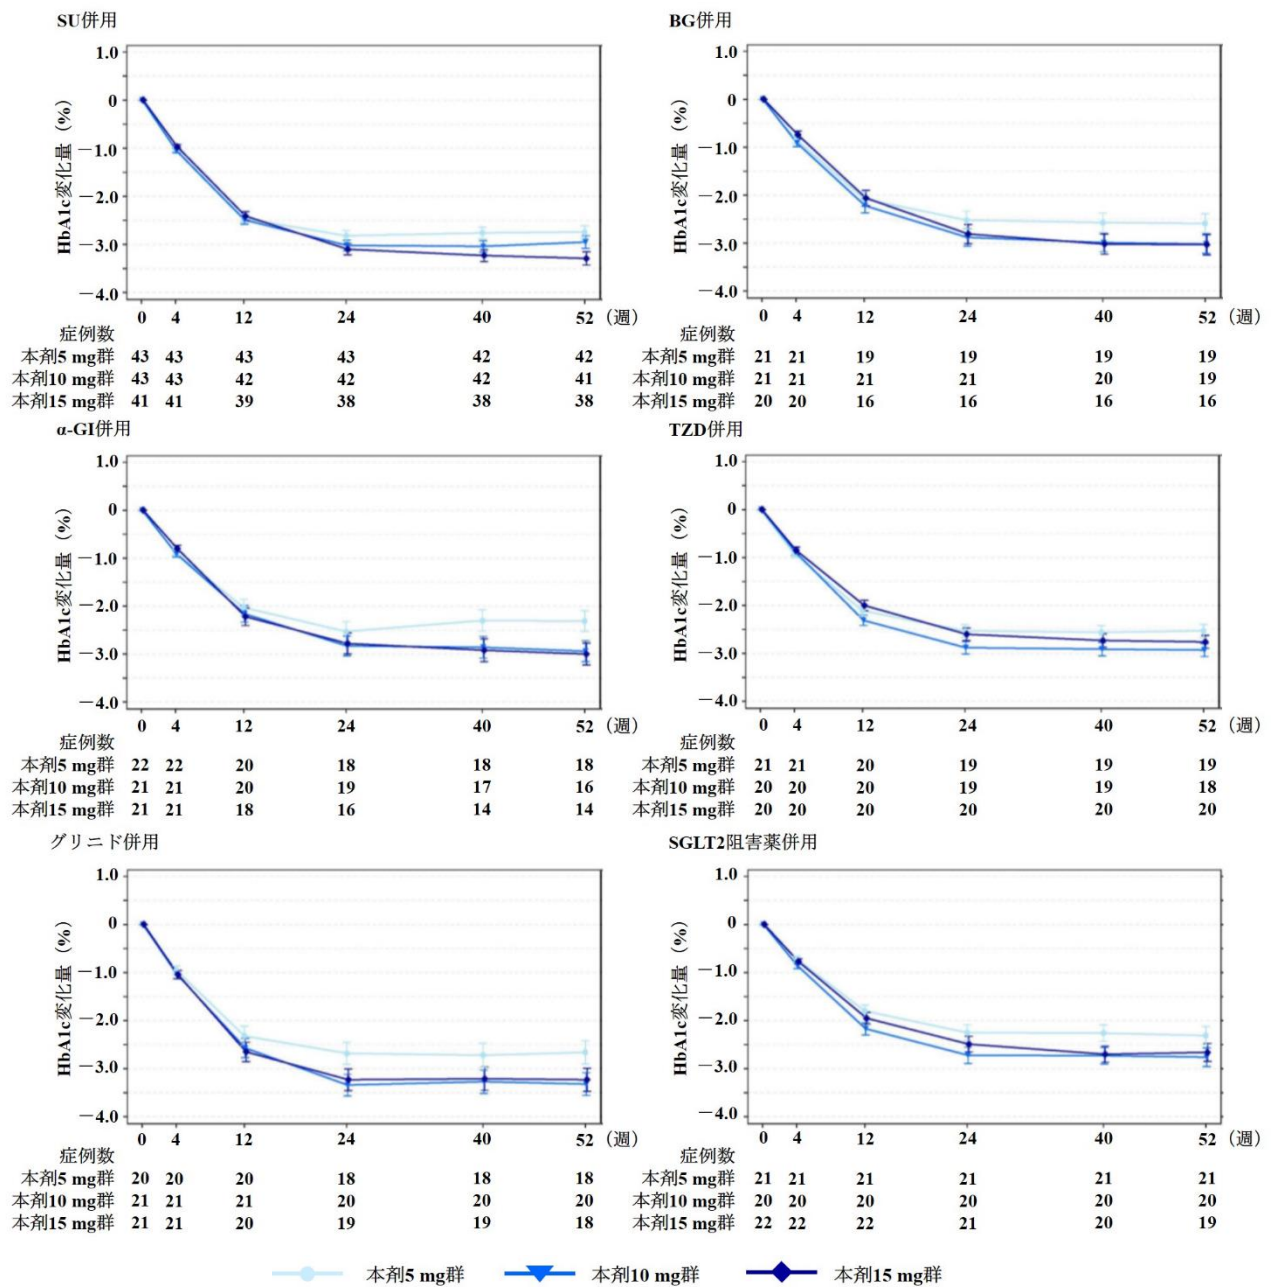 SU併用
HbA1c変化量（%）
1.0
0
－1.0
－2.0
－3.0
－4.0
0 4 12 24 40 52（週）
症例数
本剤5 mg群 43 43 43 43 42 42
本剤10 mg群 43 43 42 42 42 41
本剤15 mg群 41 41 39 38 38 38
BG併用
HbA1c変化量（%）
1.0
0
－1.0
－2.0
－3.0
－4.0
0 4 12 24 40 52（週）
症例数
本剤5 mg群 21 21 19 19 19 19
本剤10 mg群 21 21 21 21 20 19
本剤15 mg群 20 20 16 16 16 16
α-GI併用
HbA1c変化量（%）
1.0
0
－1.0
－2.0
－3.0
－4.0
0 4 12 24 40 52（週）
症例数
本剤5 mg群 22 22 20 18 18 18
本剤10 mg群 21 21 20 19 17 16
本剤15 mg群 21 21 18 16 14 14
TZD併用
HbA1c変化量（%）
1.0
0
－1.0
－2.0
－3.0
－4.0
0 4 12 24 40 52（週）
症例数
本剤5 mg群 21 21 20 19 19 19
本剤10 mg群 20 20 20 19 19 18
本剤15 mg群 20 20 20 20 20 20
グリニド併用
HbA1c変化量（%）
1.0
0
－1.0
－2.0
－3.0
－4.0
0 4 12 24 40 52（週）
症例数
本剤5 mg群 20 20 20 18 18 18
本剤10 mg群 21 21 21 20 20 20
本剤15 mg群 21 21 20 19 19 18
SGLT2阻害薬併用
HbA1c変化量（%）
1.0
0
－1.0
－2.0
－3.0
－4.0
0 4 12 24 40 52（週）
症例数
本剤5 mg群 21 21 21 21 21 21
本剤10 mg群 20 20 20 20 20 20
本剤15 mg群 22 22 22 21 20 19
本剤5 mg群 本剤10 mg群 本剤15 mg群